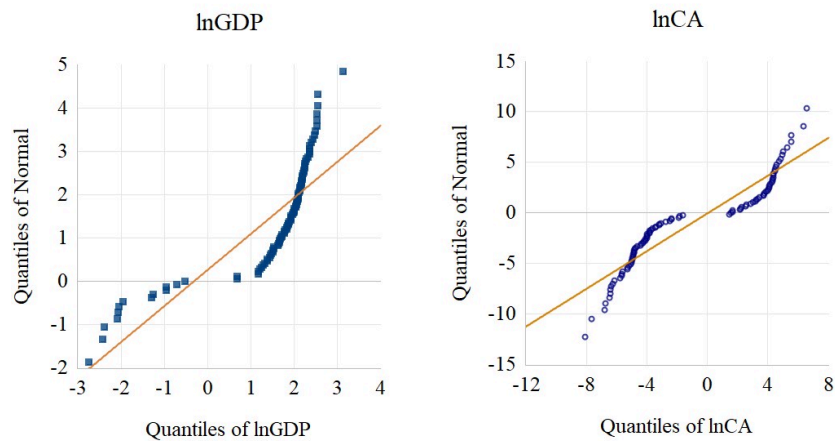 lnGDP
Quantiles of Normal
5
4
3
2
1
0
-1
-2
-3 -2 -1 0 1 2 3 4
Quantiles of lnGDP
lnCA
Quantiles of Normal
15
10
5
0
-5
-10
-15
-12 -8 -4 0 4 8
Quantiles of lnCA